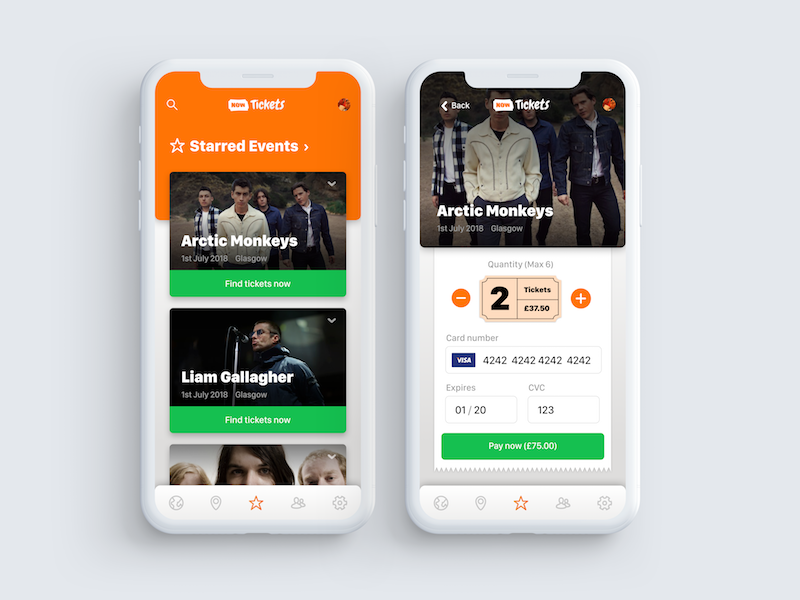 NOW Tickets
Starred Events ›
Arctic Monkeys
1st July 2018 Glasgow
Find tickets now
Liam Gallagher
1st July 2018 Glasgow
Find tickets now
Back
NOW Tickets
Arctic Monkeys
1st July 2018 Glasgow
Quantity (Max 6)
2
Tickets
£37.50
Card number
VISA
4242 4242 4242 4242
Expires
CVC
01 / 20
123
Pay now (£75.00)